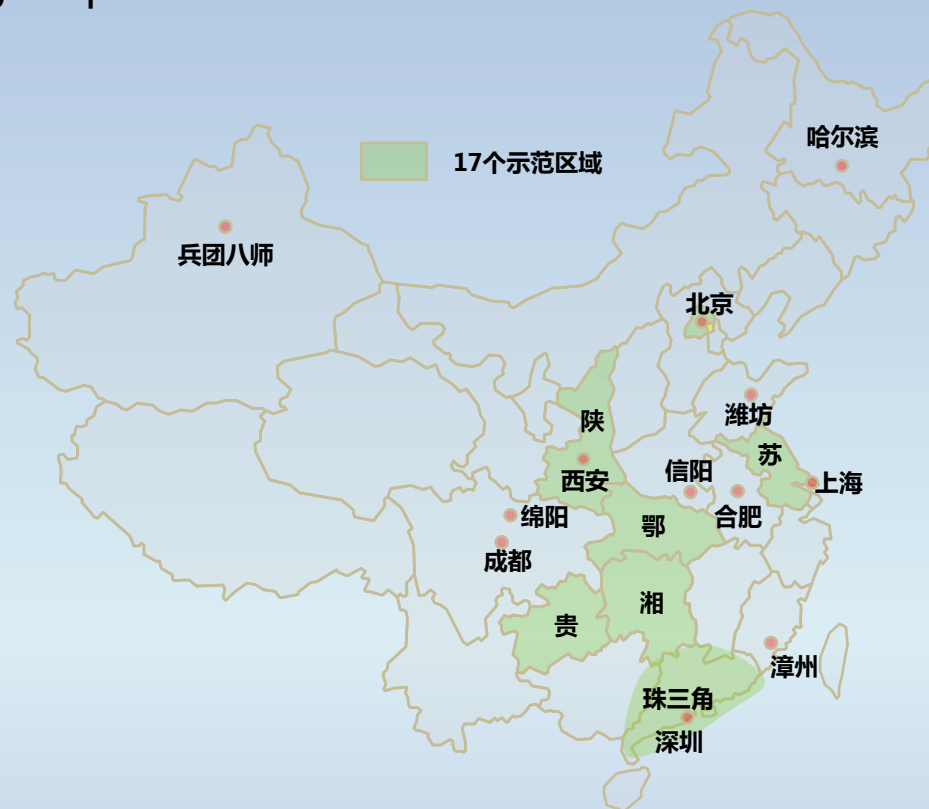 哈尔滨
17个示范区域
兵团八师
北京
陕
潍坊
苏
西安
信阳
上海
绵阳
鄂
合肥
成都
湘
贵
漳州
珠三角
深圳